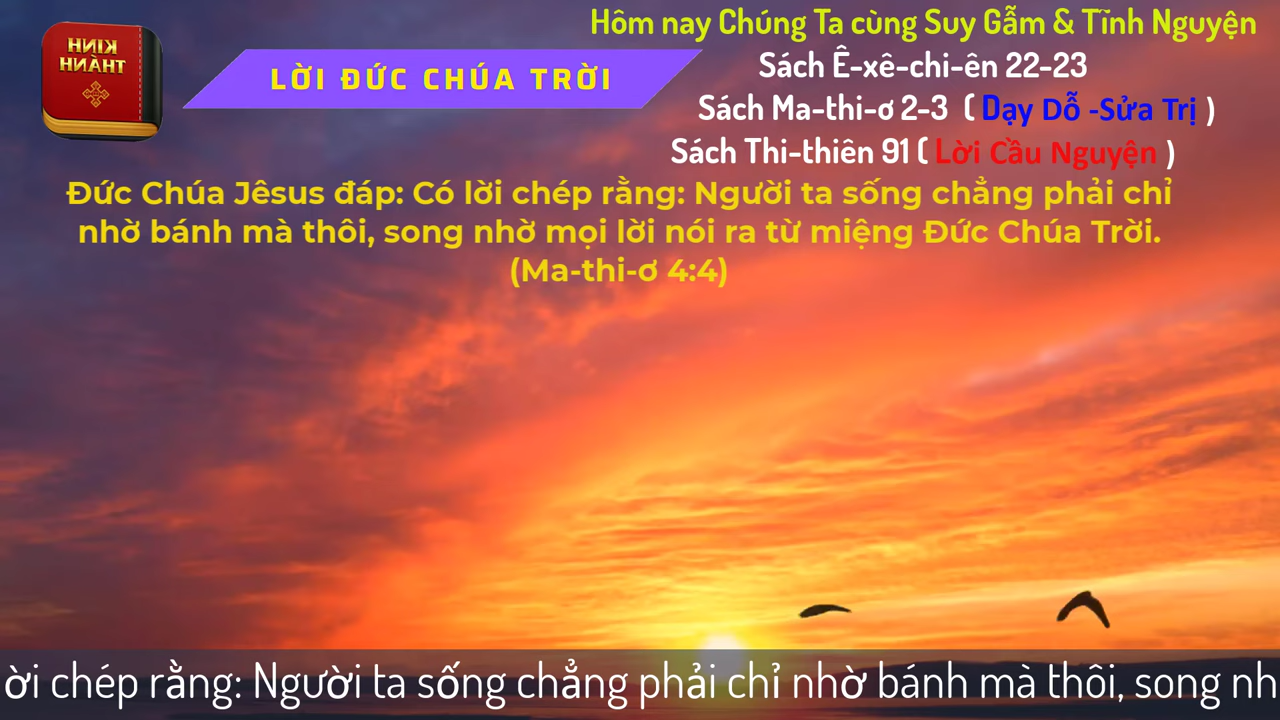 Hôm nay Chúng Ta cùng Suy Gẫm & Tĩnh Nguyện
KINH
THÁNH
LỜI ĐỨC CHÚA TRỜI
Sách Ê-xê-chi-ên 22-23
Sách Ma-thi-ơ 2-3 ( Dạy Dỗ -Sửa Trị )
Sách Thi-thiên 91 ( Lời Cầu Nguyện )
Đức Chúa Jêsus đáp: Có lời chép rằng: Người ta sống chẳng phải chỉ
nhờ bánh mà thôi, song nhờ mọi lời nói ra từ miệng Đức Chúa Trời.
(Ma-thi-ơ 4:4)
ời chép rằng: Người ta sống chẳng phải chỉ nhờ bánh mà thôi, song nh